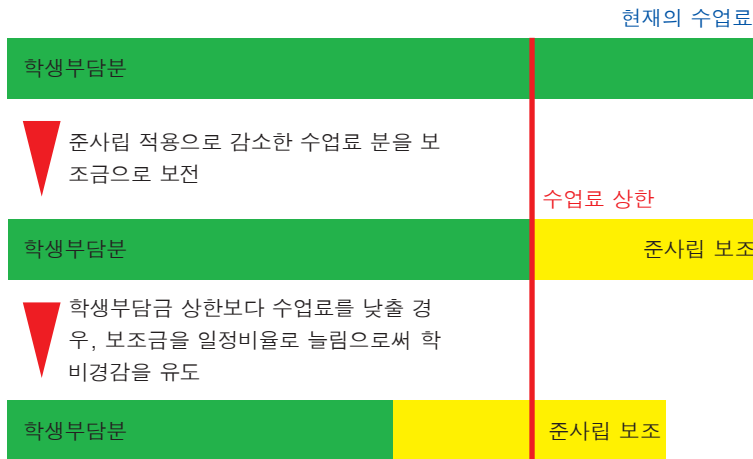 현재의 수업료
학생부담분
준사립 적용으로 감소한 수업료 분을 보
조금으로 보전
수업료 상한
학생부담분
준사립 보조
학생부담금 상한보다 수업료를 낮출 경
우, 보조금을 일정비율로 늘림으로써 학
비경감을 유도
학생부담분
준사립 보조